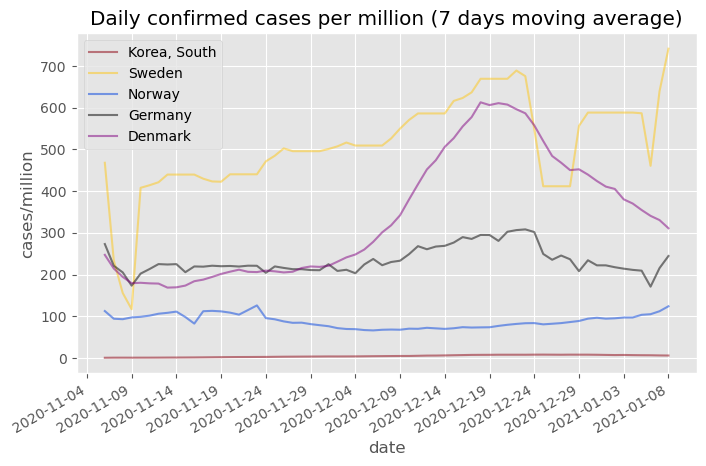 Daily confirmed cases per million (7 days moving average)
Korea, South
Sweden
Norway
Germany
Denmark
cases/million
700
600
500
400
300
200
100
0
2020-11-04
2020-11-09
2020-11-14
2020-11-19
2020-11-24
2020-11-29
2020-12-04
2020-12-09
2020-12-14
2020-12-19
2020-12-24
2020-12-29
2021-01-03
2021-01-08
date